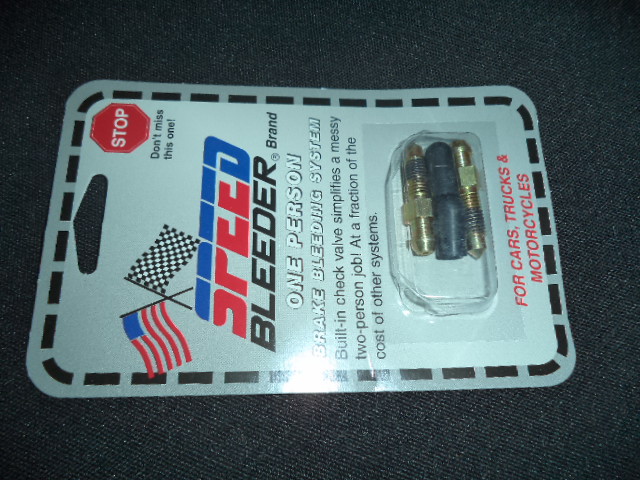 STOP
Don't miss
this one!
SPEED
BLEEDER® Brand
ONE PERSON
BRAKE BLEEDING SYSTEM
Built-in check valve simplifies a messy
two-person job! At a fraction of the
cost of other systems.
FOR CARS, TRUCKS &
MOTORCYCLES